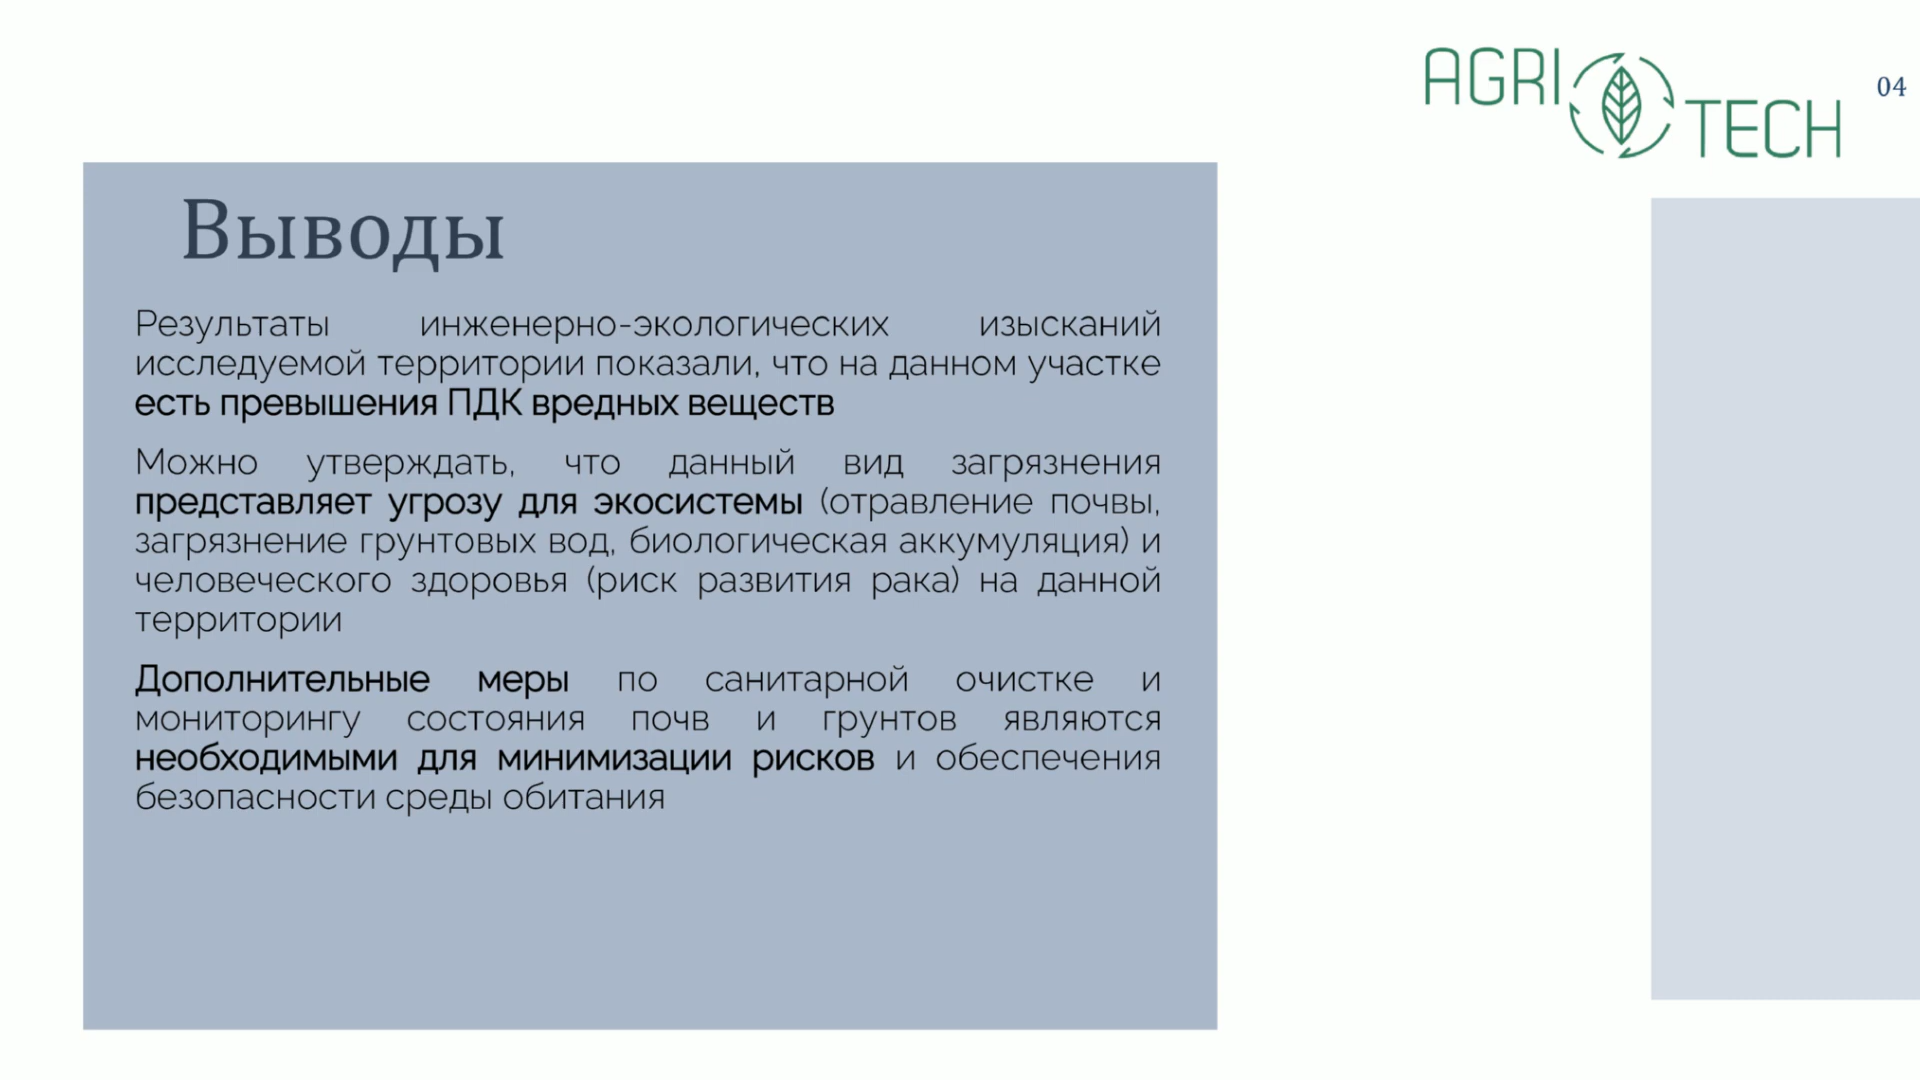 AGRI TECH
04
Выводы
Результаты инженерно-экологических изысканий
исследуемой территории показали, что на данном участке
есть превышения ПДК вредных веществ
Можно утверждать, что данный вид загрязнения
представляет угрозу для экосистемы (отравление почвы,
загрязнение грунтовых вод, биологическая аккумуляция) и
человеческого здоровья (риск развития рака) на данной
территории
Дополнительные меры по санитарной очистке и
мониторингу состояния почв и грунтов являются
необходимыми для минимизации рисков и обеспечения
безопасности среды обитания